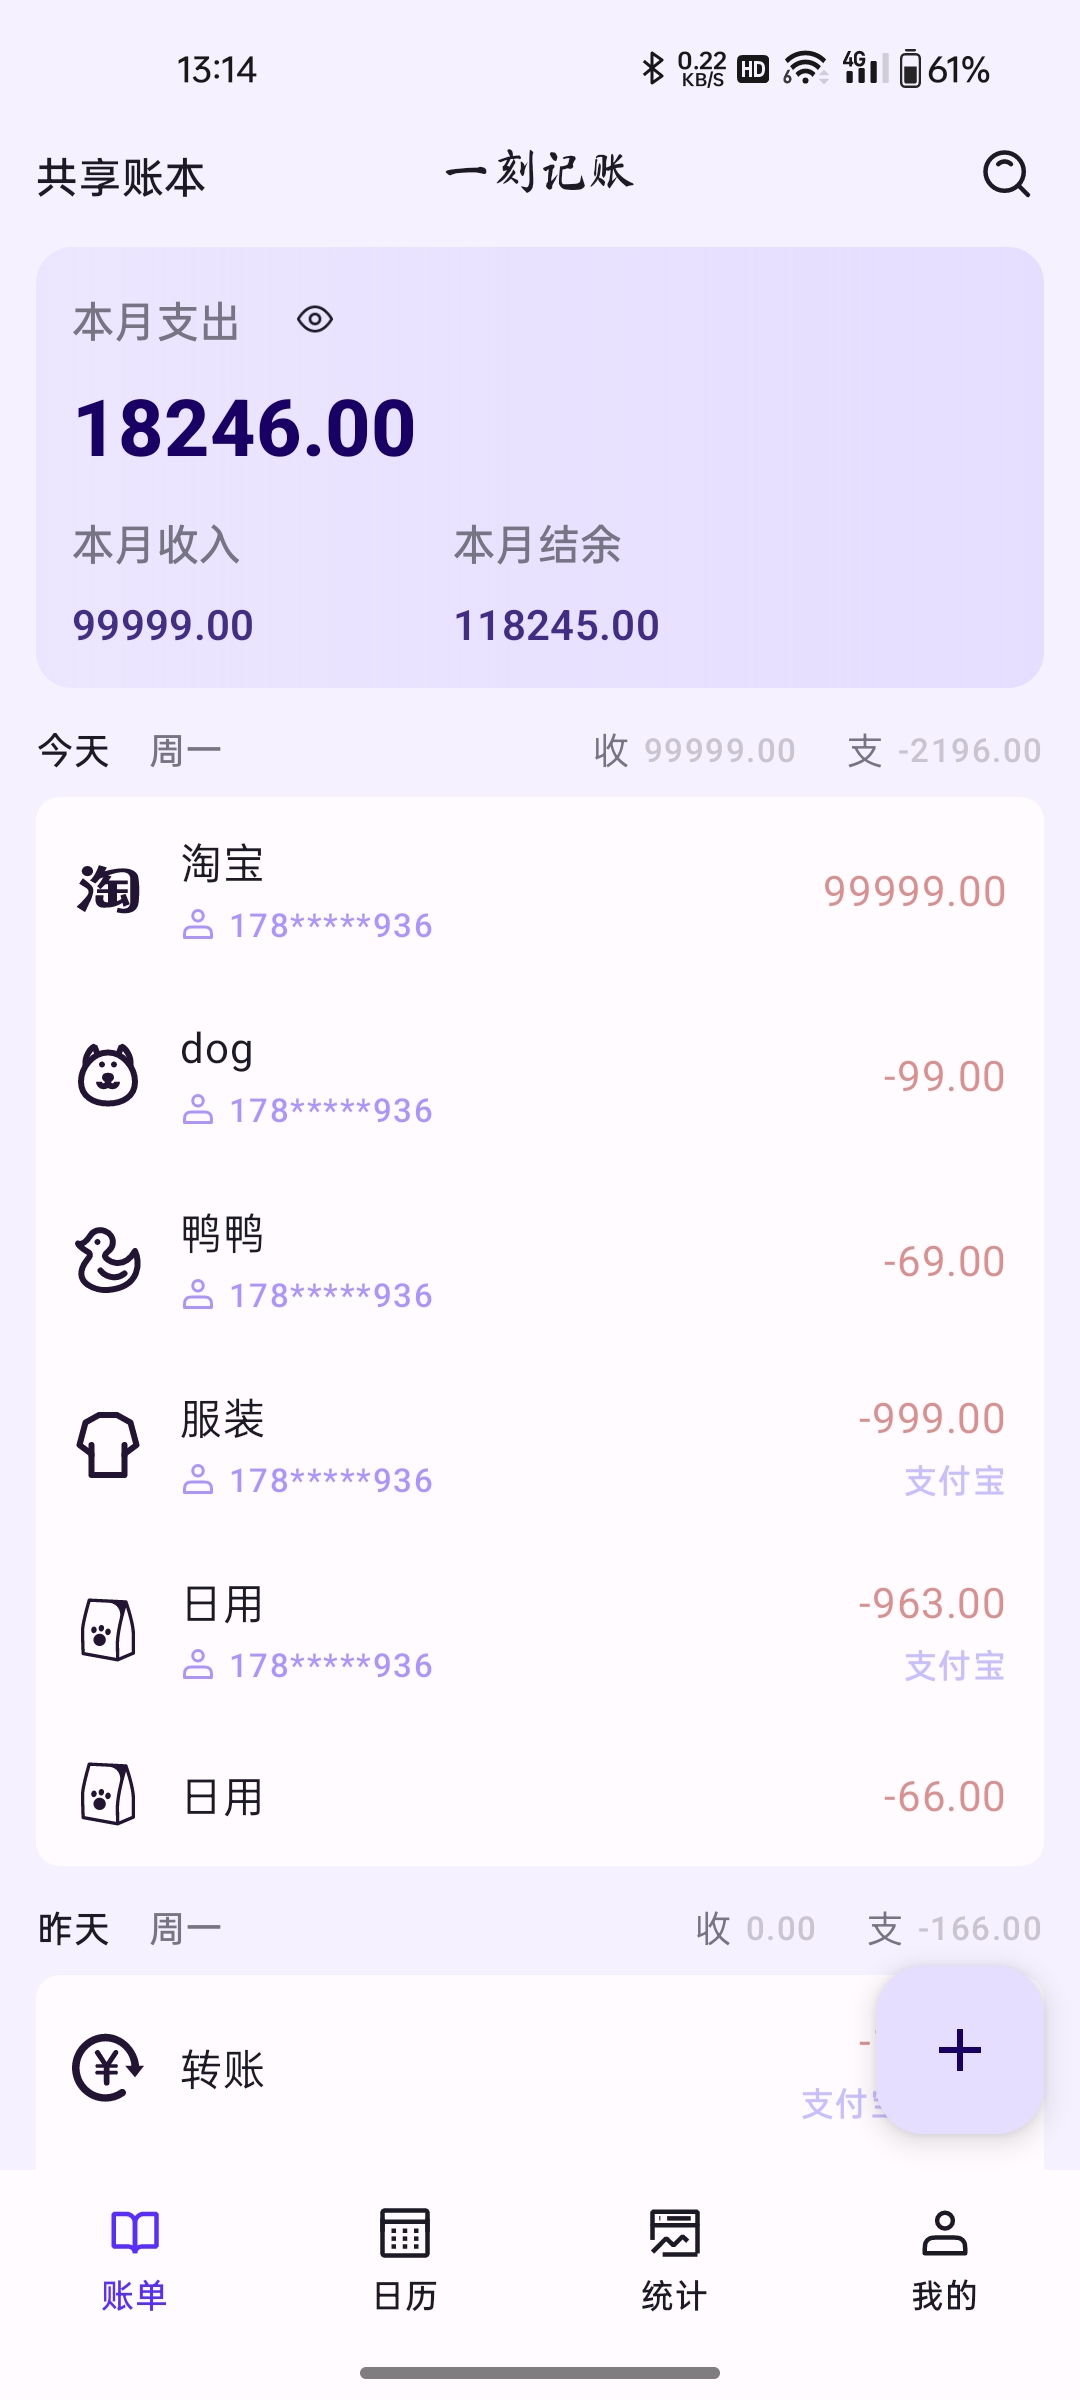 13:14 0.22 KB/S HD 6 4G 61%
共享账本 一刻记账
本月支出
18246.00
本月收入 本月结余
99999.00 118245.00
今天 周一 收 99999.00 支 -2196.00
淘 淘宝 99999.00
178*****936
dog -99.00
178*****936
鸭鸭 -69.00
178*****936
服装 -999.00
178*****936 支付宝
日用 -963.00
178*****936 支付宝
日用 -66.00
昨天 周一 收 0.00 支 -166.00
¥ 转账 -
支付
账单 日历 统计 我的